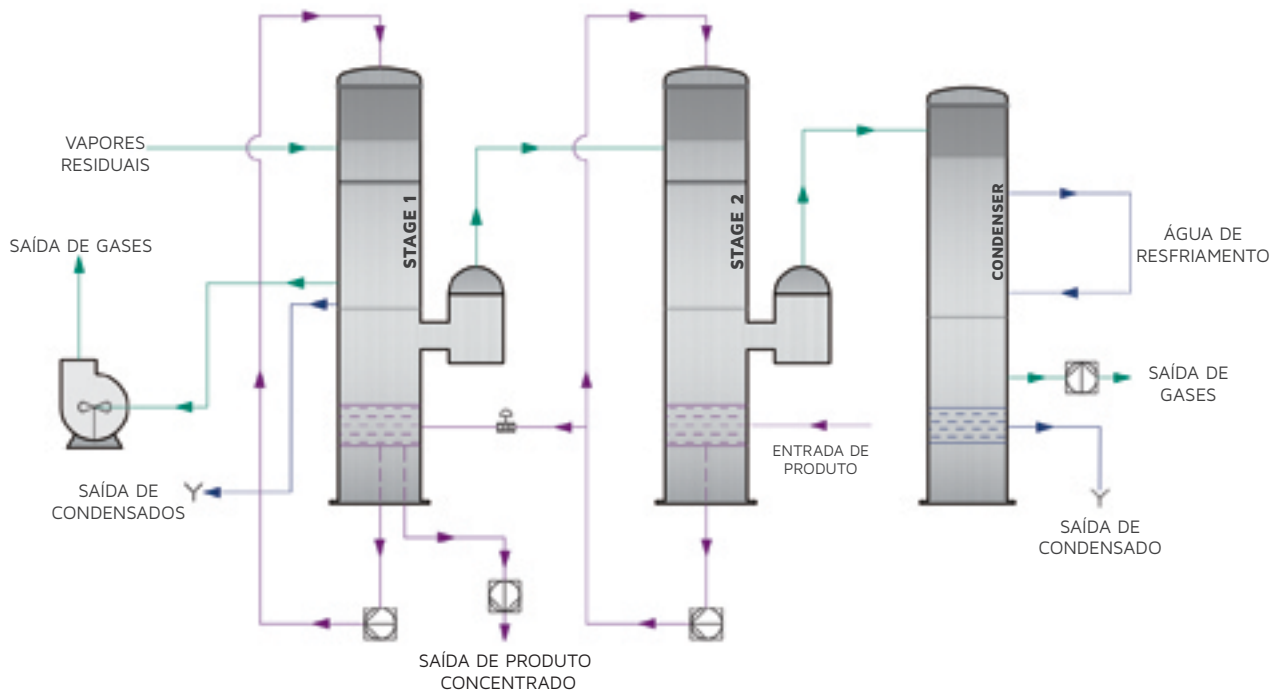 VAPORES
RESIDUAIS
STAGE 1
STAGE 2
CONDENSER
SAÍDA DE GASES
ÁGUA DE
RESFRIAMENTO
SAÍDA DE
GASES
ENTRADA DE
PRODUTO
SAÍDA DE
CONDENSADOS
SAÍDA DE
CONDENSADO
SAÍDA DE PRODUTO
CONCENTRADO